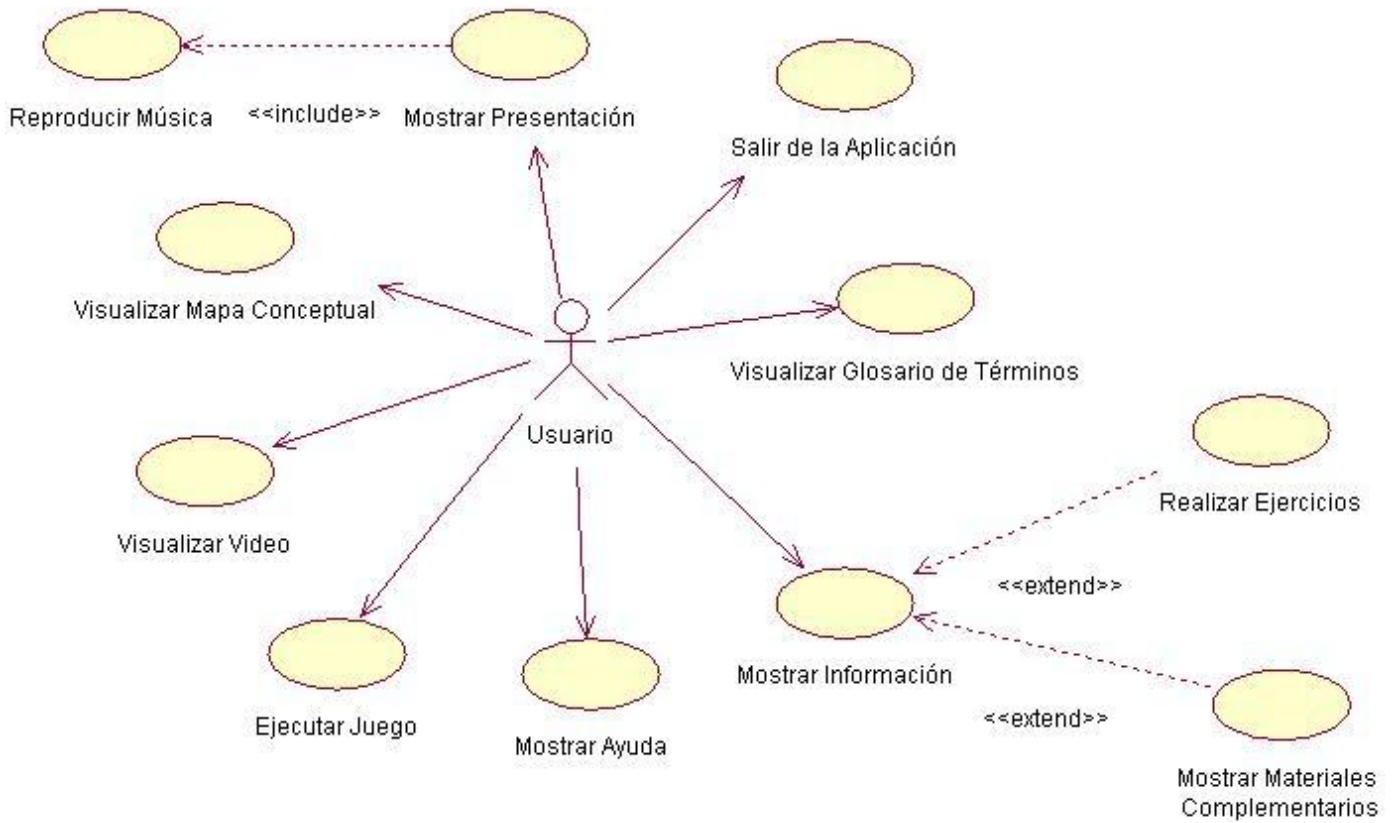 Reproducir Música
<<include>>
Mostrar Presentación
Salir de la Aplicación
Visualizar Mapa Conceptual
Visualizar Glosario de Términos
Usuario
Realizar Ejercicios
Visualizar Video
<<extend>>
Mostrar Información
<<extend>>
Ejecutar Juego
Mostrar Ayuda
Mostrar Materiales
Complementarios